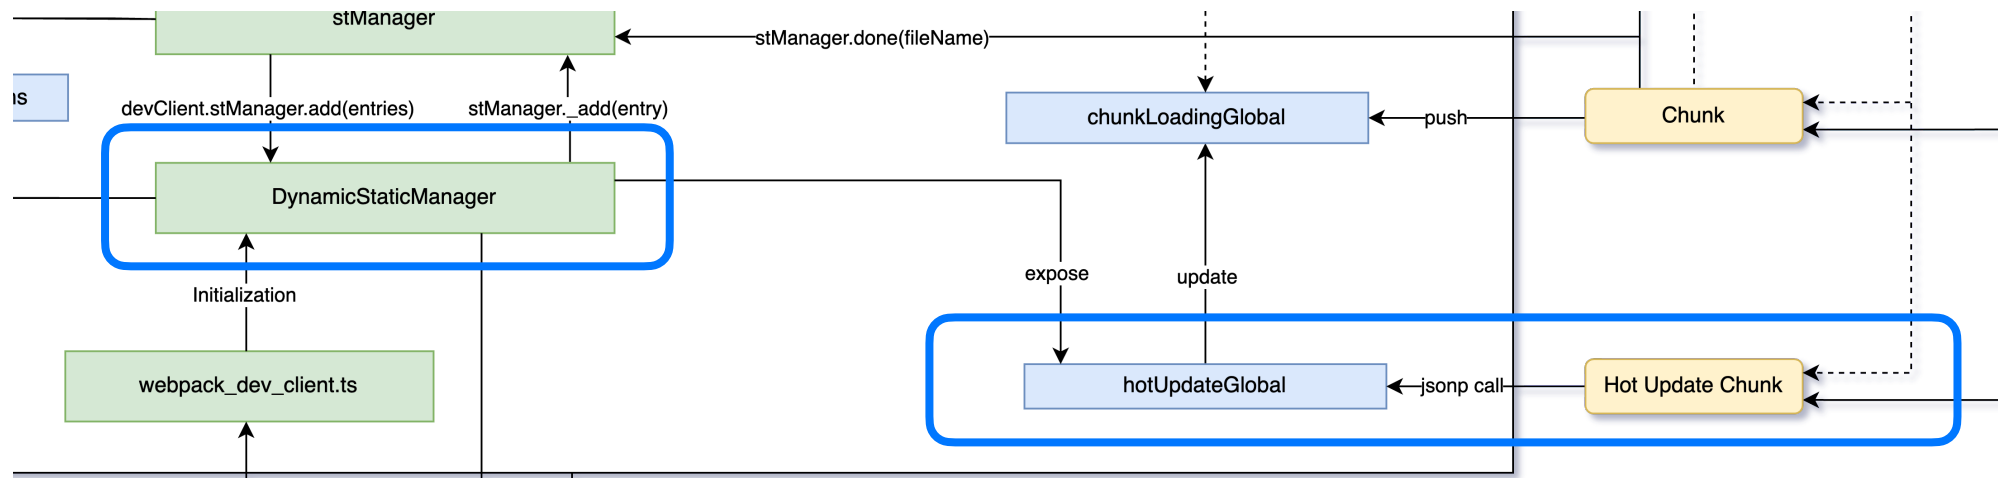 stManager
stManager.done(fileName)
ns
devClient.stManager.add(entries)
stManager._add(entry)
chunkLoadingGlobal
push
Chunk
DynamicStaticManager
expose
update
Initialization
webpack_dev_client.ts
hotUpdateGlobal
jsonp call
Hot Update Chunk